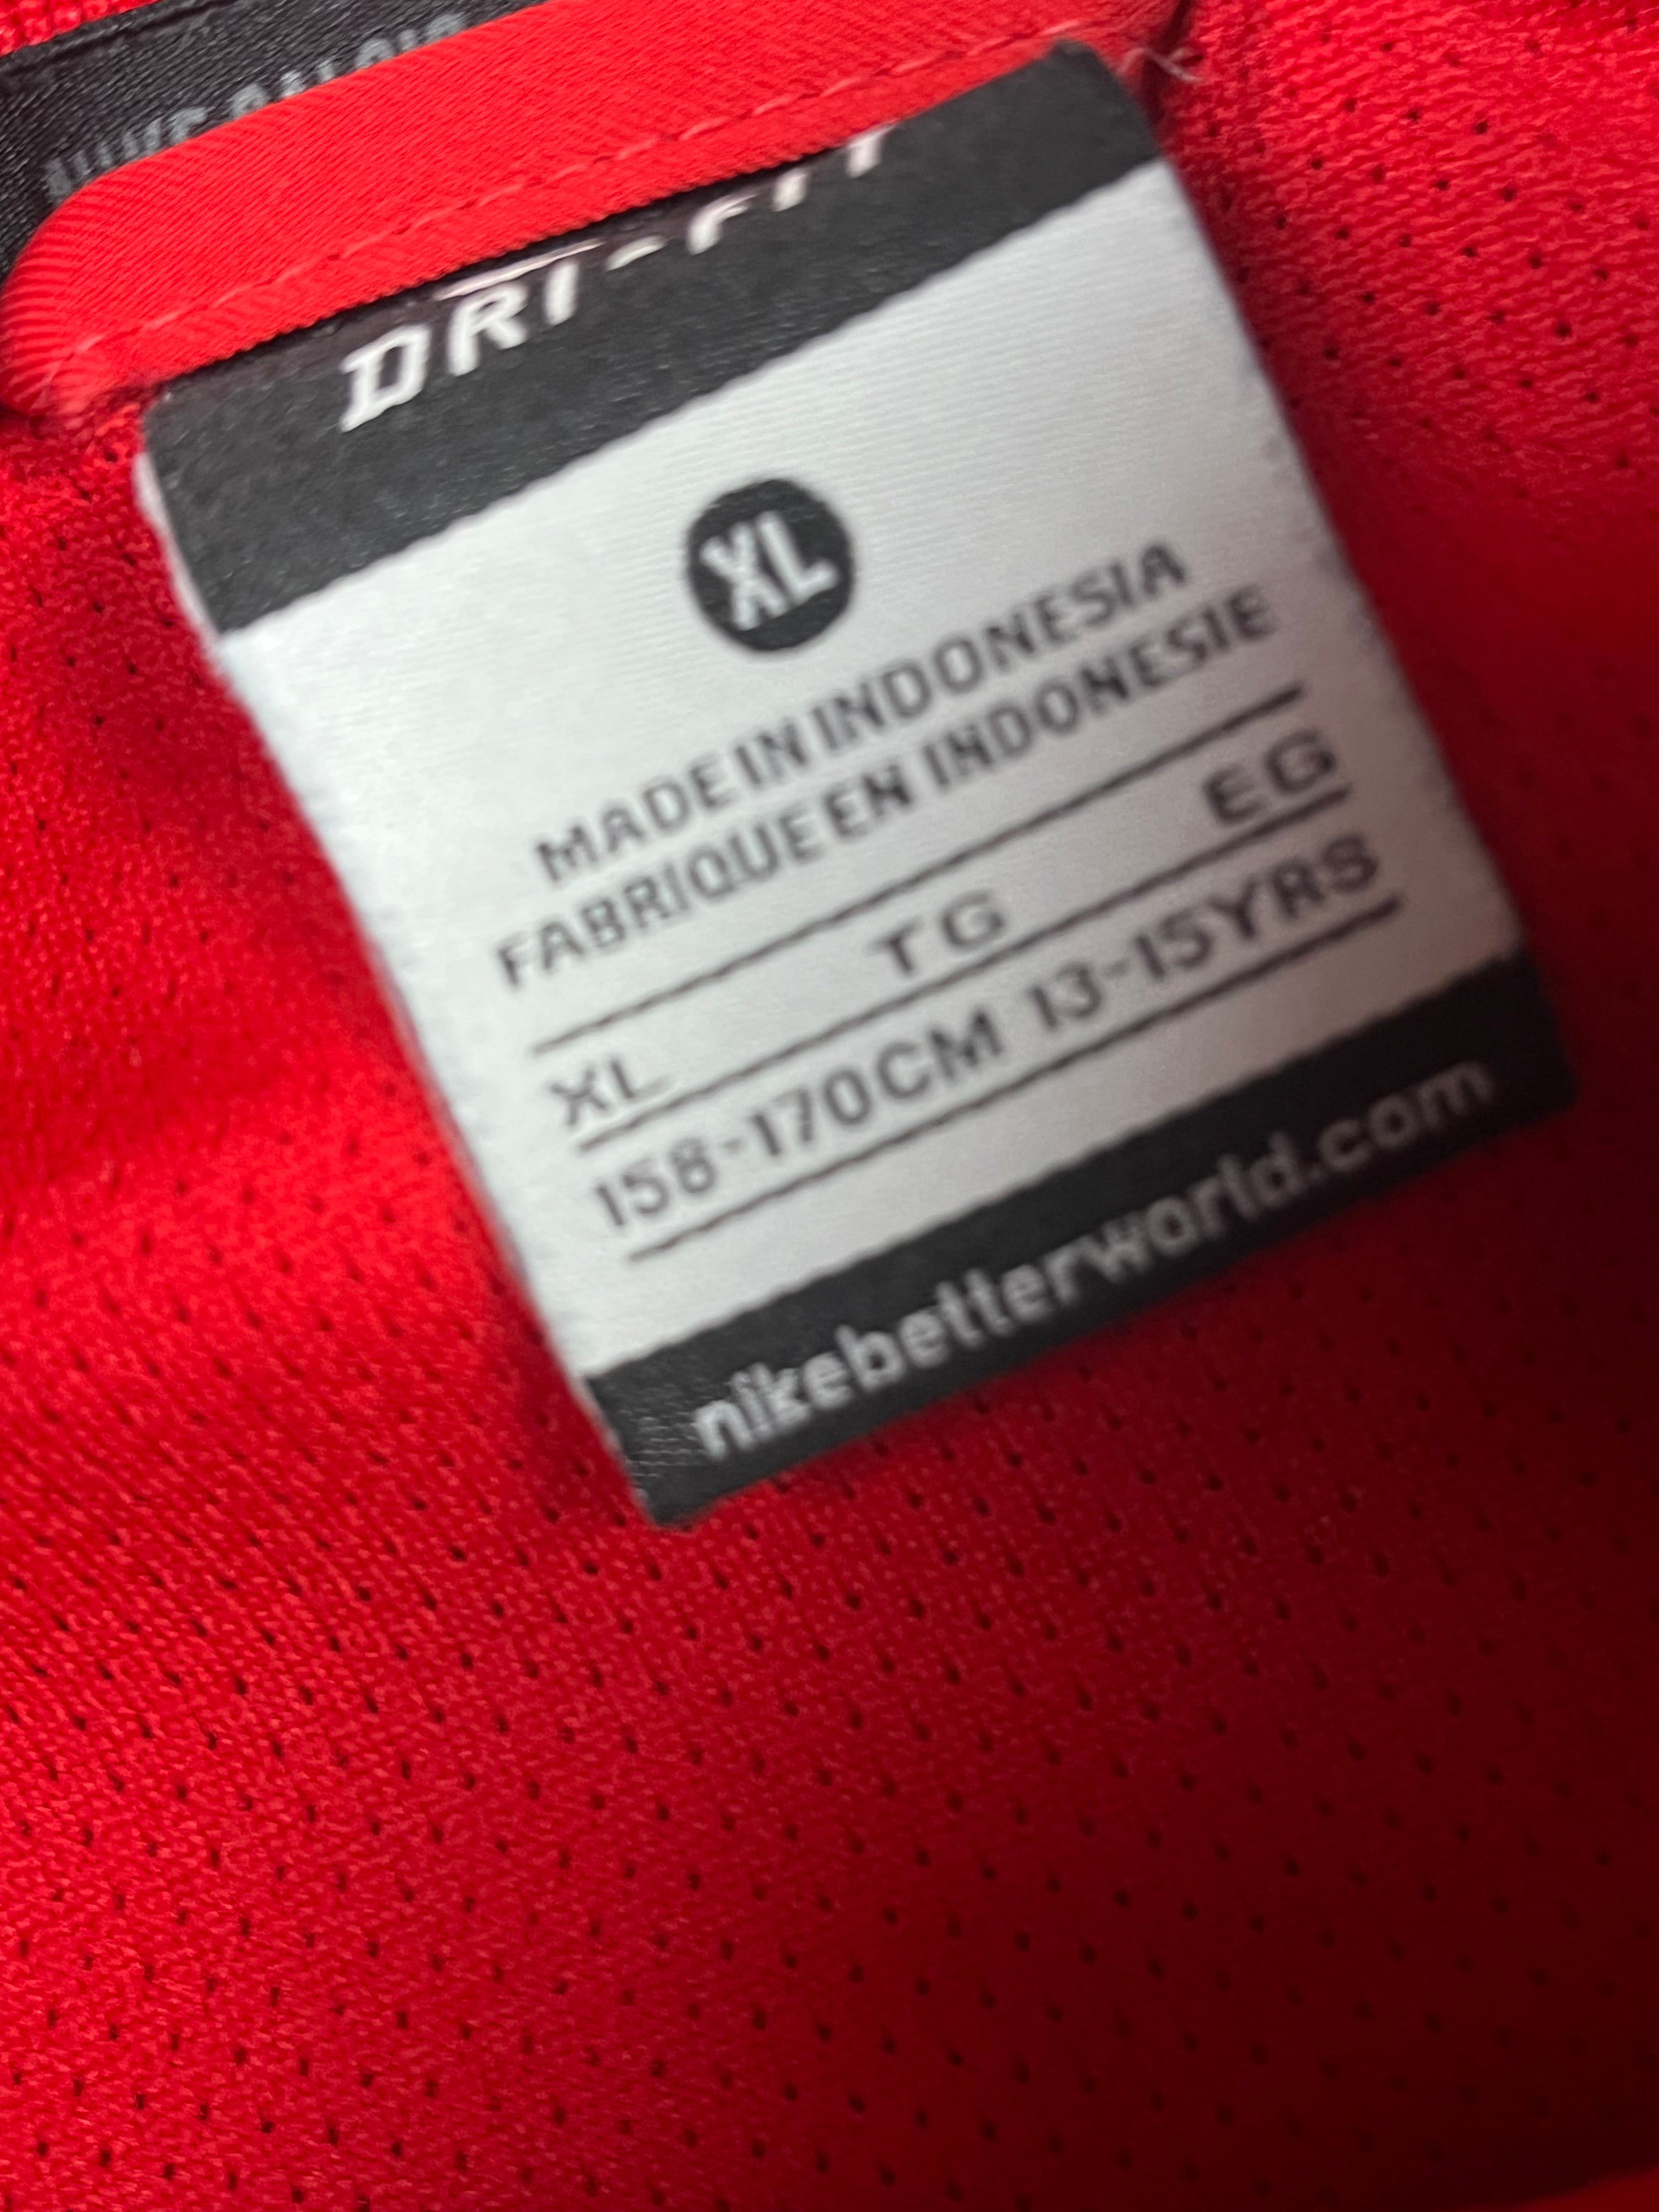 DRI-FIT
XL
MADE IN INDONESIA
FABRIQUE EN INDONESIE
XL TG EG
158-170CM 13-15YRS
nikebetterworld.com